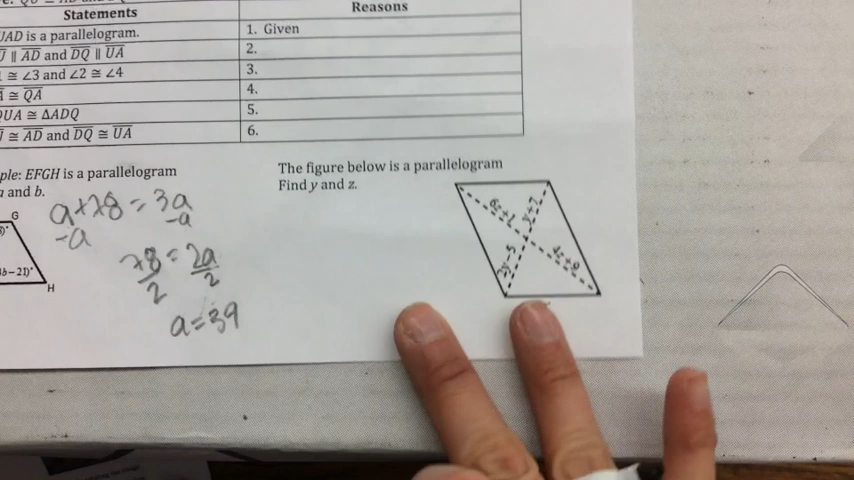 Statements
Reasons
UAD is a parallelogram.
1. Given
∥ AD and DQ ∥ UA
2.
≅ ∠3 and ∠2 ≅ ∠4
3.
≅ QA
4.
QUA ≅ ΔADQ
5.
≅ AD and DQ ≅ UA
6.
ple: EFGH is a parallelogram
and b.
G
b−21)°
H
a+78=3a
-a -a
78=2a
2 2
a=39
The figure below is a parallelogram
Find y and z.
y+7